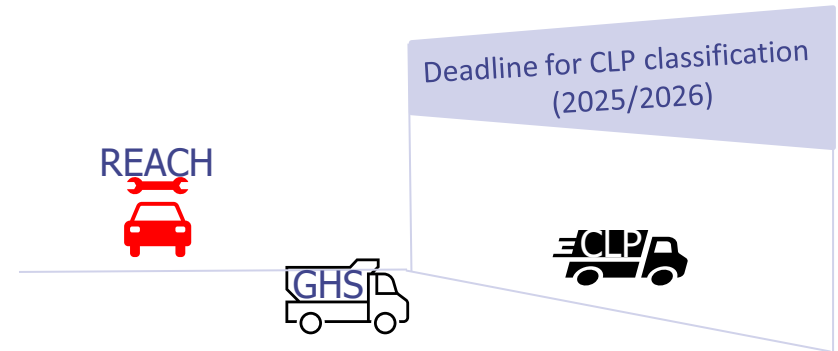 Deadline for CLP classification
(2025/2026)
REACH
CLP
GHS